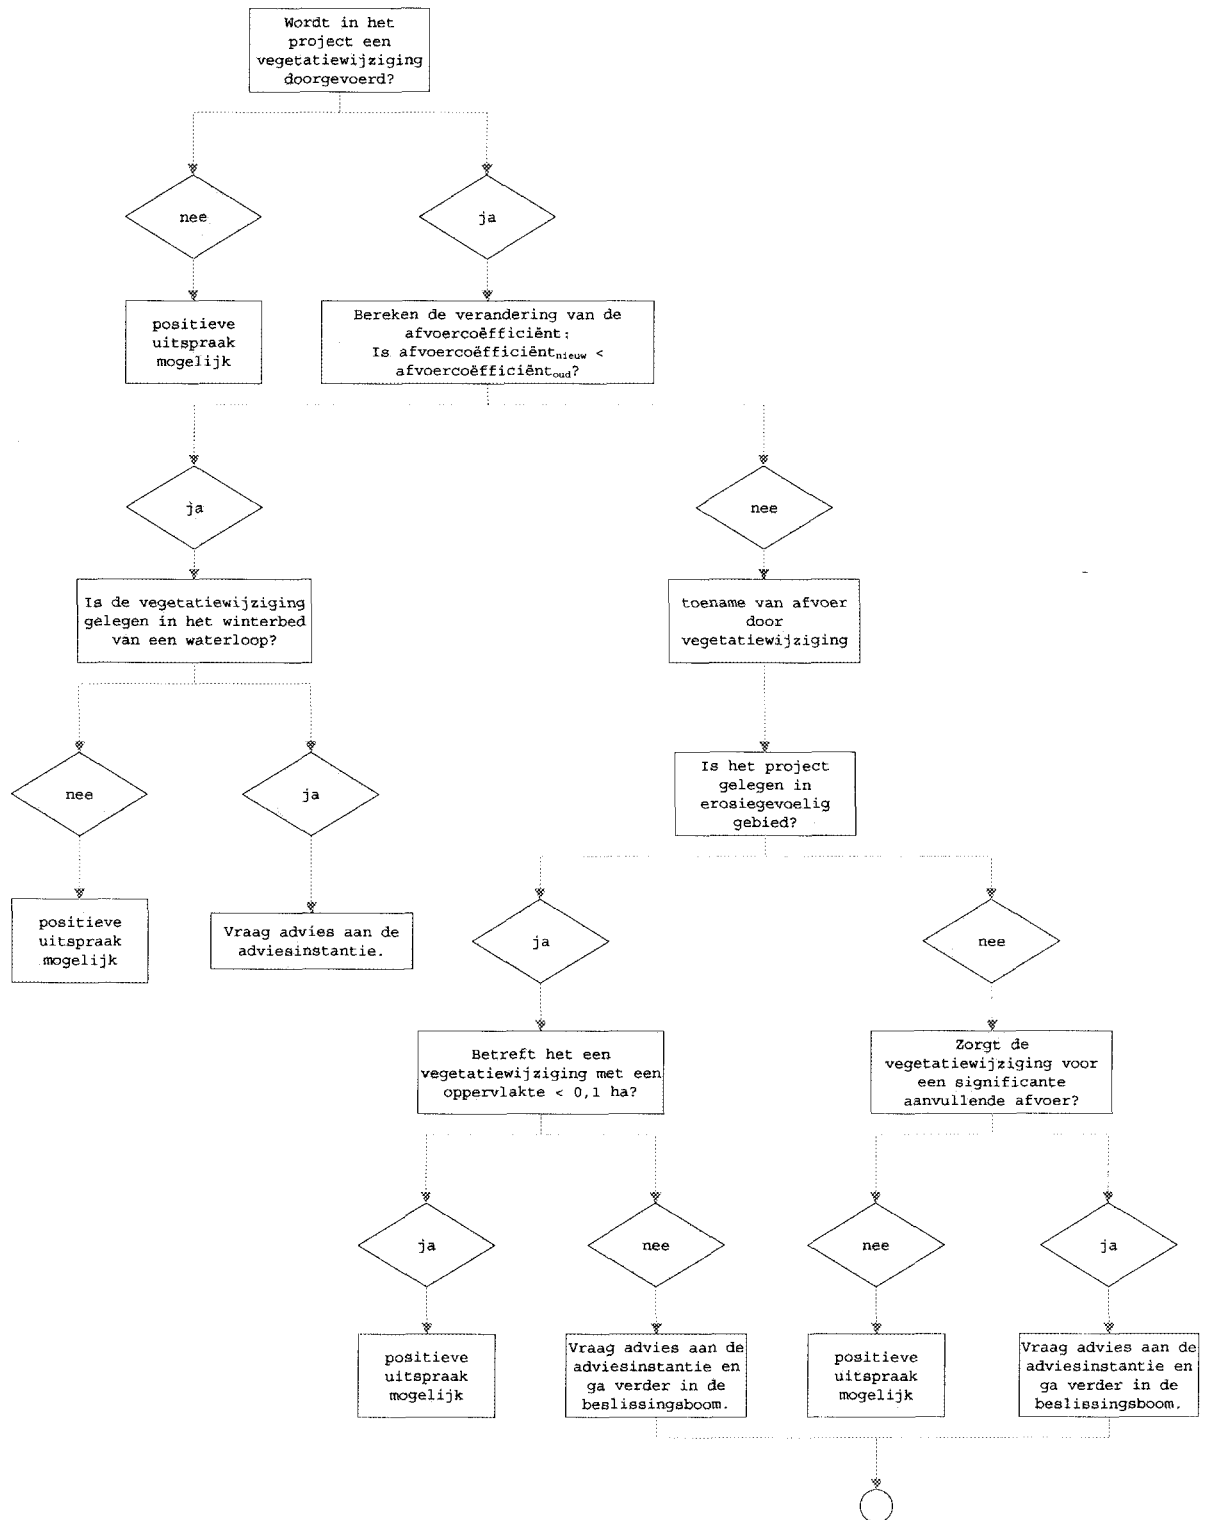 Wordt in het
project een
vegetatiewijziging
doorgevoerd?
nee
ja
positieve
uitspraak
mogelijk
Bereken de verandering van de
afvoercoëfficiënt:
Is afvoercoëfficiëntnieuw <
afvoercoëfficiëntoud?
ja
nee
Is de vegetatiewijziging
gelegen in het winterbed
van een waterloop?
toename van afvoer
door
vegetatiewijziging
nee
ja
Is het project
gelegen in
erosiegevoelig
gebied?
positieve
uitspraak
mogelijk
Vraag advies aan de
adviesinstantie.
ja
nee
Betreft het een
vegetatiewijziging met een
oppervlakte < 0,1 ha?
Zorgt de
vegetatiewijziging voor
een significante
aanvullende afvoer?
ja
nee
nee
ja
positieve
uitspraak
mogelijk
Vraag advies aan de
adviesinstantie en
ga verder in de
beslissingsboom.
positieve
uitspraak
mogelijk
Vraag advies aan de
adviesinstantie en
ga verder in de
beslissingsboom.